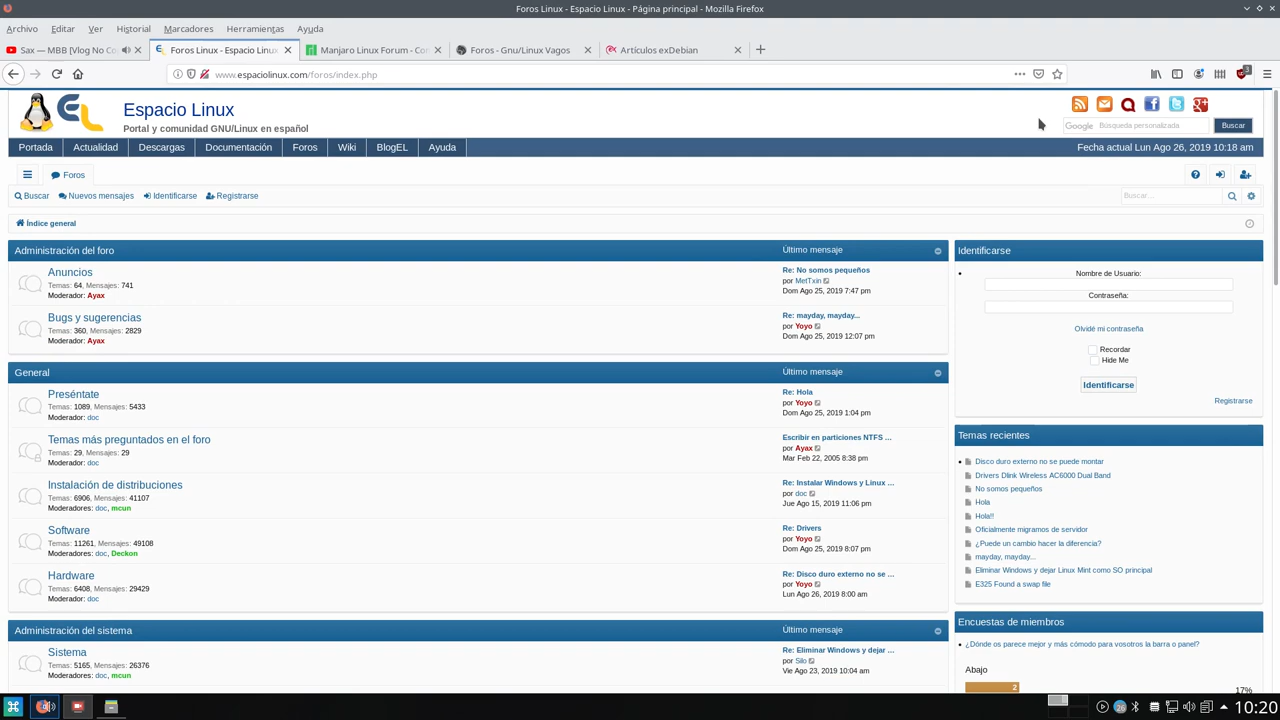 Foros Linux - Espacio Linux - Página principal - Mozilla Firefox
Archivo Editar Ver Historial Marcadores Herramientas Ayuda
Sax — MBB [Vlog No Co
Foros Linux - Espacio Linux
Manjaro Linux Forum - Con
Foros - Gnu/Linux Vagos
Artículos exDebian
www.espaciolinux.com/foros/index.php
3
Espacio Linux
Portal y comunidad GNU/Linux en español
Google Búsqueda personalizada Buscar
Portada Actualidad Descargas Documentación Foros Wiki BlogEL Ayuda
Fecha actual Lun Ago 26, 2019 10:18 am
Foros
Buscar Nuevos mensajes Identificarse Registrarse
Buscar…
Índice general
Administración del foro Último mensaje
Anuncios
Temas: 64, Mensajes: 741
Moderador: Ayax
Re: No somos pequeños
por MetTxin
Dom Ago 25, 2019 7:47 pm
Bugs y sugerencias
Temas: 360, Mensajes: 2829
Moderador: Ayax
Re: mayday, mayday...
por Yoyo
Dom Ago 25, 2019 12:07 pm
General Último mensaje
Preséntate
Temas: 1089, Mensajes: 5433
Moderador: doc
Re: Hola
por Yoyo
Dom Ago 25, 2019 1:04 pm
Temas más preguntados en el foro
Temas: 29, Mensajes: 29
Moderador: doc
Escribir en particiones NTFS …
por Ayax
Mar Feb 22, 2005 8:38 pm
Instalación de distribuciones
Temas: 6906, Mensajes: 41107
Moderadores: doc, mcun
Re: Instalar Windows y Linux …
por doc
Jue Ago 15, 2019 11:06 pm
Software
Temas: 11261, Mensajes: 49108
Moderadores: doc, Deckon
Re: Drivers
por Yoyo
Dom Ago 25, 2019 8:07 pm
Hardware
Temas: 6408, Mensajes: 29429
Moderador: doc
Re: Disco duro externo no se …
por Yoyo
Lun Ago 26, 2019 8:00 am
Administración del sistema Último mensaje
Sistema
Temas: 5165, Mensajes: 26376
Moderadores: doc, mcun
Re: Eliminar Windows y dejar …
por Silo
Vie Ago 23, 2019 10:04 am
Identificarse
Nombre de Usuario:
Contraseña:
Olvidé mi contraseña
Recordar
Hide Me
Identificarse
Registrarse
Temas recientes
Disco duro externo no se puede montar
Drivers Dlink Wireless AC6000 Dual Band
No somos pequeños
Hola
Hola!!
Oficialmente migramos de servidor
¿Puede un cambio hacer la diferencia?
mayday, mayday...
Eliminar Windows y dejar Linux Mint como SO principal
E325 Found a swap file
Encuestas de miembros
¿Dónde os parece mejor y más cómodo para vosotros la barra o panel?
Abajo
2 17%
26
10:20